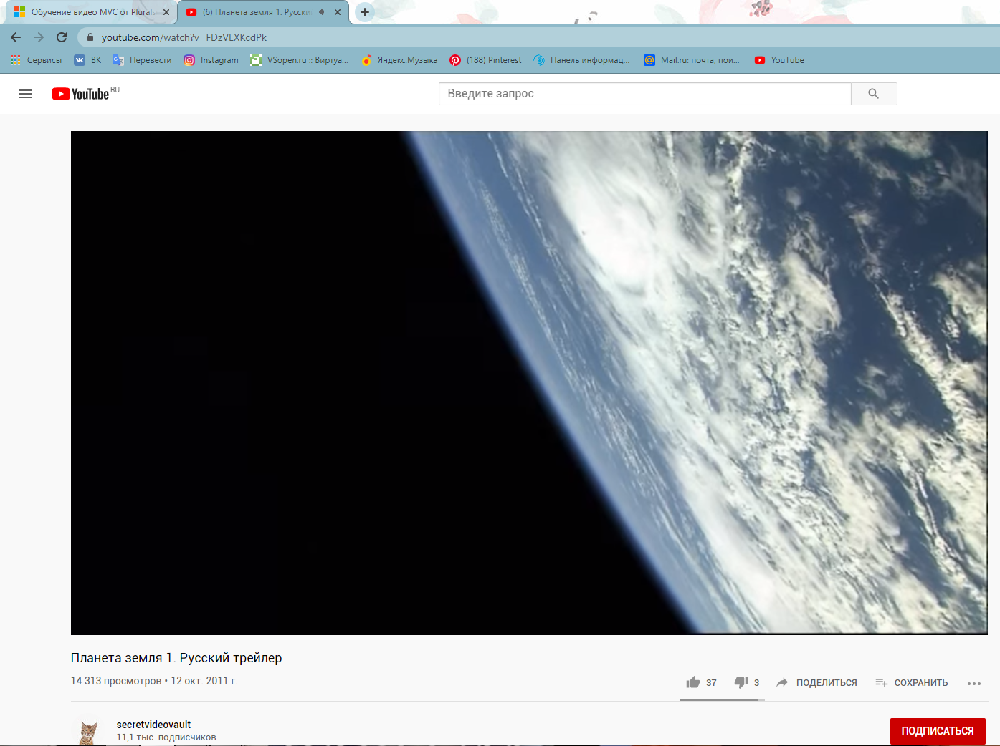 Обучение видео MVC от Plurals
(6) Планета земля 1. Русски
youtube.com/watch?v=FDzVEXKcdPk
Сервисы
ВК
Перевести
Instagram
VSopen.ru :: Виртуа...
Яндекс.Музыка
(188) Pinterest
Панель информац...
Mail.ru: почта, пои...
YouTube
YouTube RU
Введите запрос
Планета земля 1. Русский трейлер
14 313 просмотров • 12 окт. 2011 г.
37
3
ПОДЕЛИТЬСЯ
СОХРАНИТЬ
secretvideovault
11,1 тыс. подписчиков
ПОДПИСАТЬСЯ